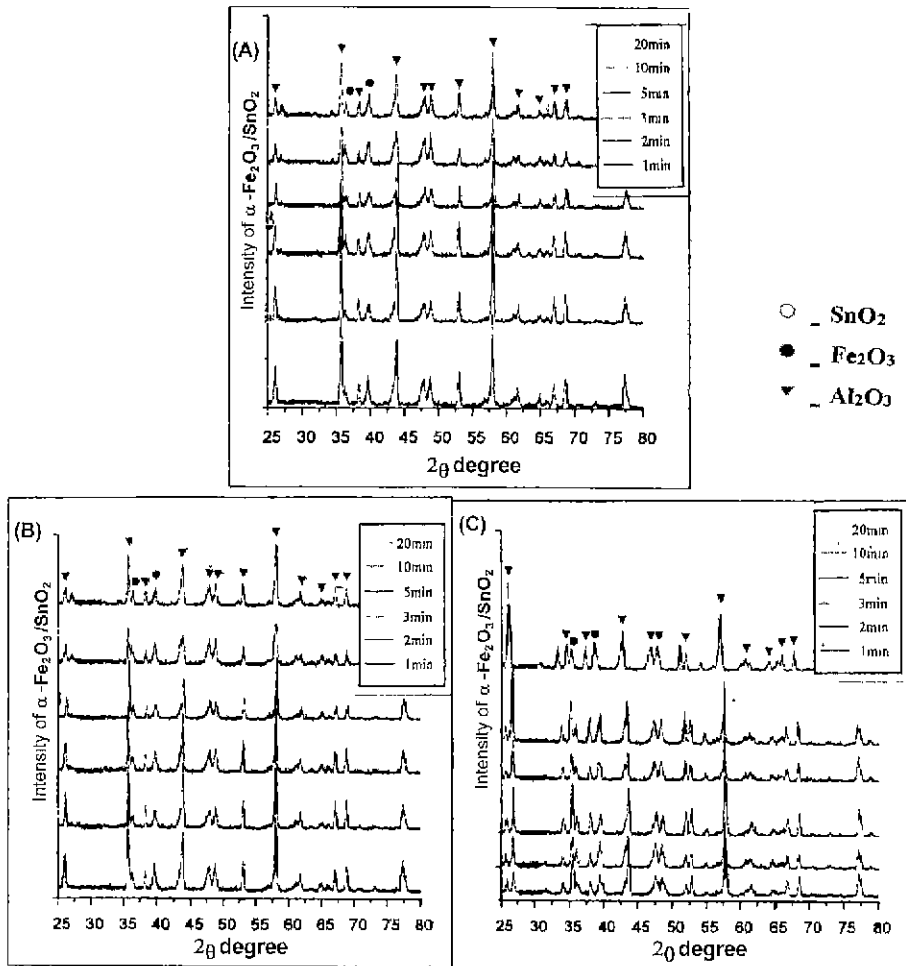 (A)
Intensity of α-Fe₂O₃/SnO₂
20min
10min
5min
3min
2min
1min
25 30 35 40 45 50 55 60 65 70 75 80
2θ degree
○ - SnO₂
● - Fe₂O₃
▼ - Al₂O₃
(B)
Intensity of α-Fe₂O₃/SnO₂
20min
10min
5min
3min
2min
1min
25 30 35 40 45 50 55 60 65 70 75 80
2θ degree
(C)
Intensity of α-Fe₂O₃/SnO₂
20min
10min
5min
3min
2min
1min
25 30 35 40 45 50 55 60 65 70 75 80
2θ degree